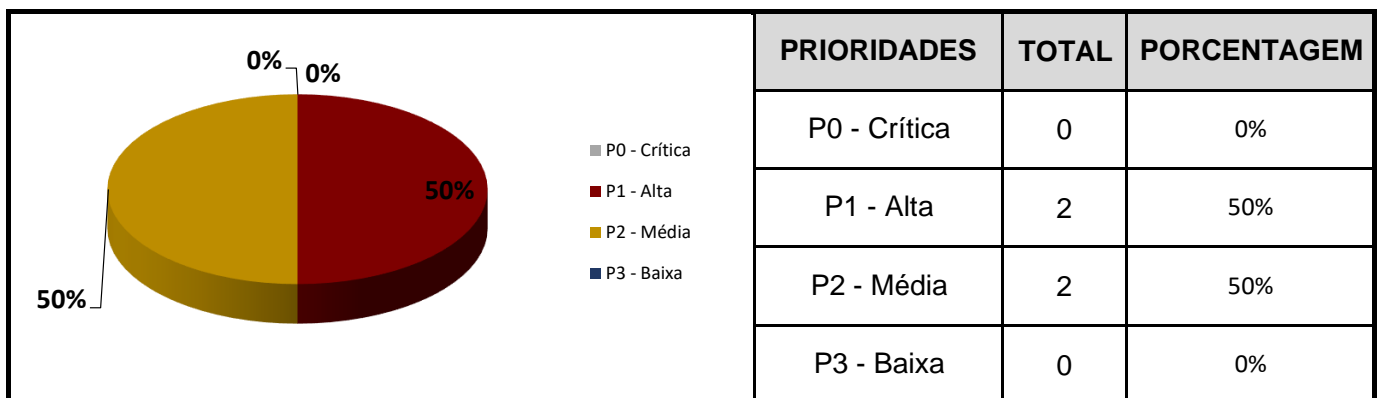 0%
0%
50%
50%
P0 - Crítica
P1 - Alta
P2 - Média
P3 - Baixa
PRIORIDADES TOTAL PORCENTAGEM
P0 - Crítica 0 0%
P1 - Alta 2 50%
P2 - Média 2 50%
P3 - Baixa 0 0%